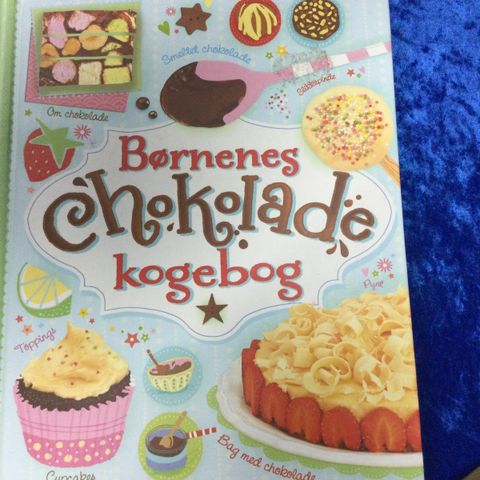 Smeltet chokolade
Slikkepinde
Om chokolade
Børnenes
chokolade
kogebog
Pynt
Toppings
Cupcakes
Bag med chokolade